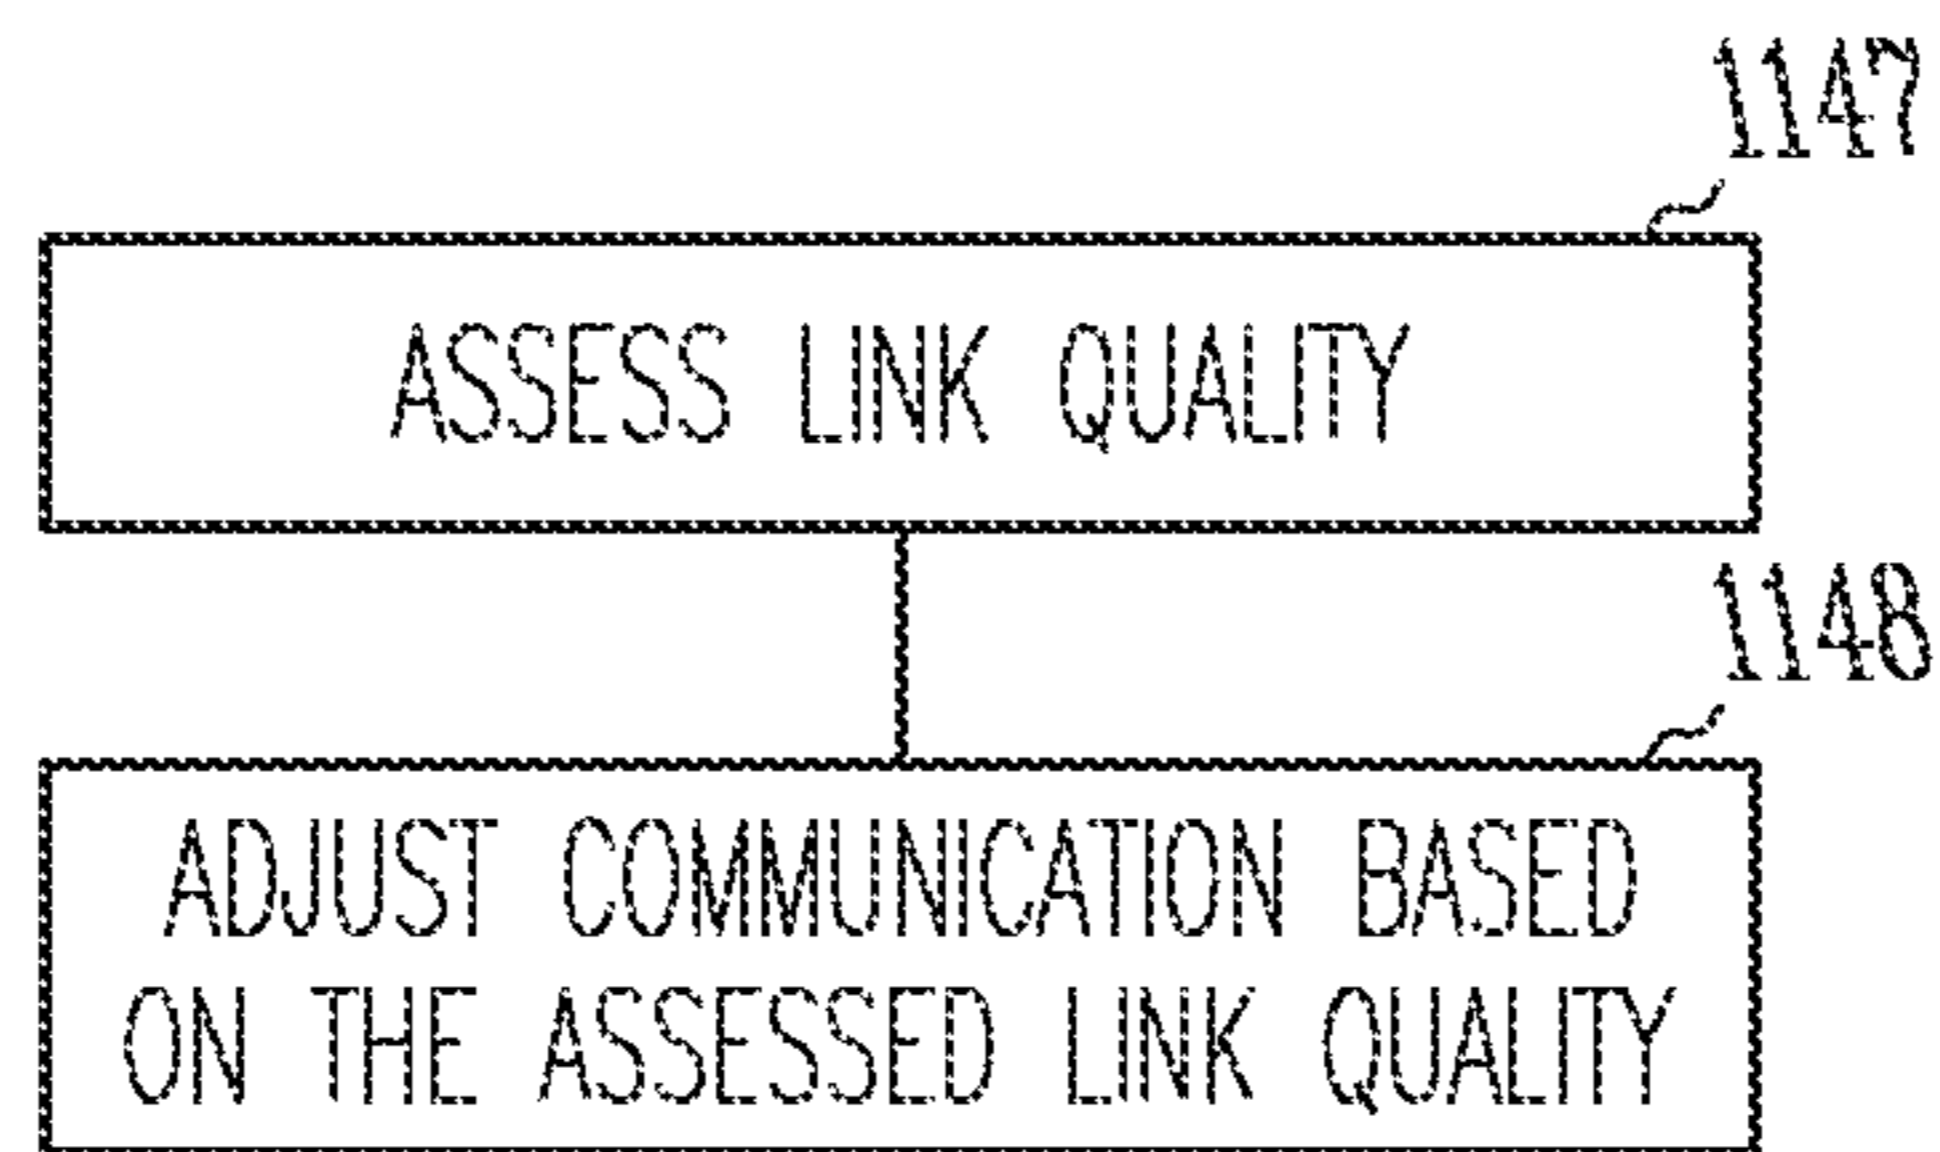 1147
ASSESS LINK QUALITY
1148
ADJUST COMMUNICATION BASED
ON THE ASSESSED LINK QUALITY